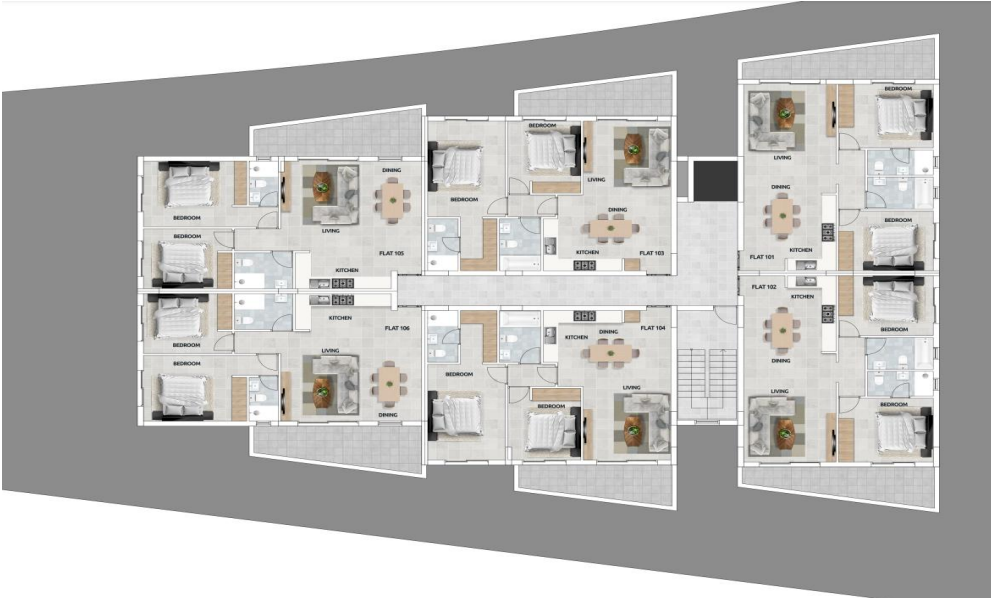 BEDROOM
LIVING
DINING
KITCHEN
FLAT 101
BEDROOM
BEDROOM
BEDROOM
LIVING
DINING
KITCHEN
FLAT 103
DINING
BEDROOM
LIVING
BEDROOM
FLAT 105
KITCHEN
FLAT 102
KITCHEN
BEDROOM
DINING
LIVING
BEDROOM
FLAT 104
DINING
KITCHEN
BEDROOM
LIVING
BEDROOM
KITCHEN
FLAT 106
BEDROOM
LIVING
BEDROOM
DINING